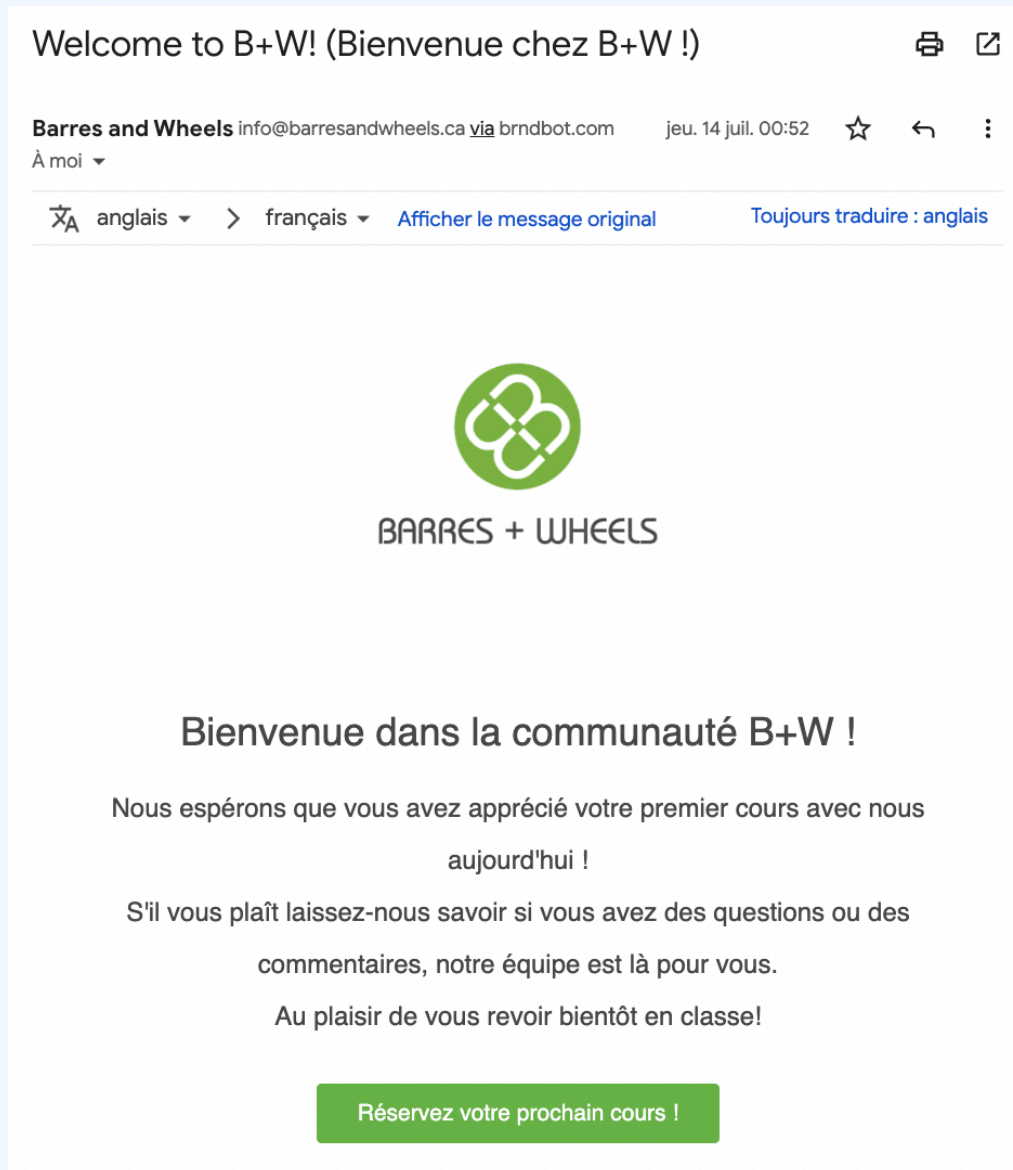 Welcome to B+W! (Bienvenue chez B+W !)
Barres and Wheels info@barresandwheels.ca via brndbot.com jeu. 14 juil. 00:52
À moi
anglais français Afficher le message original Toujours traduire : anglais
BARRES + WHEELS
Bienvenue dans la communauté B+W !
Nous espérons que vous avez apprécié votre premier cours avec nous
aujourd'hui !
S'il vous plaît laissez-nous savoir si vous avez des questions ou des
commentaires, notre équipe est là pour vous.
Au plaisir de vous revoir bientôt en classe!
Réservez votre prochain cours !